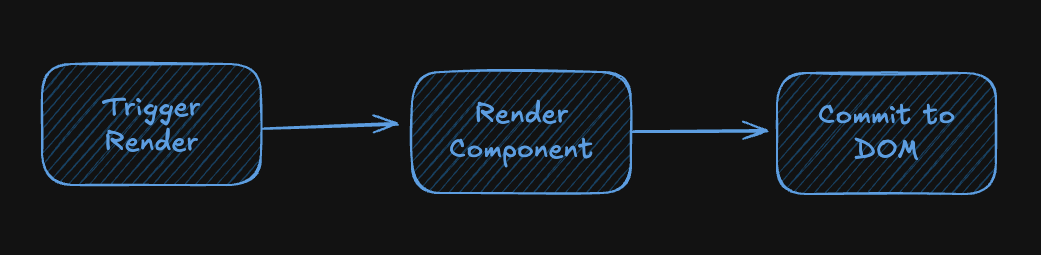 Trigger
Render
Render
Component
Commit to
DOM